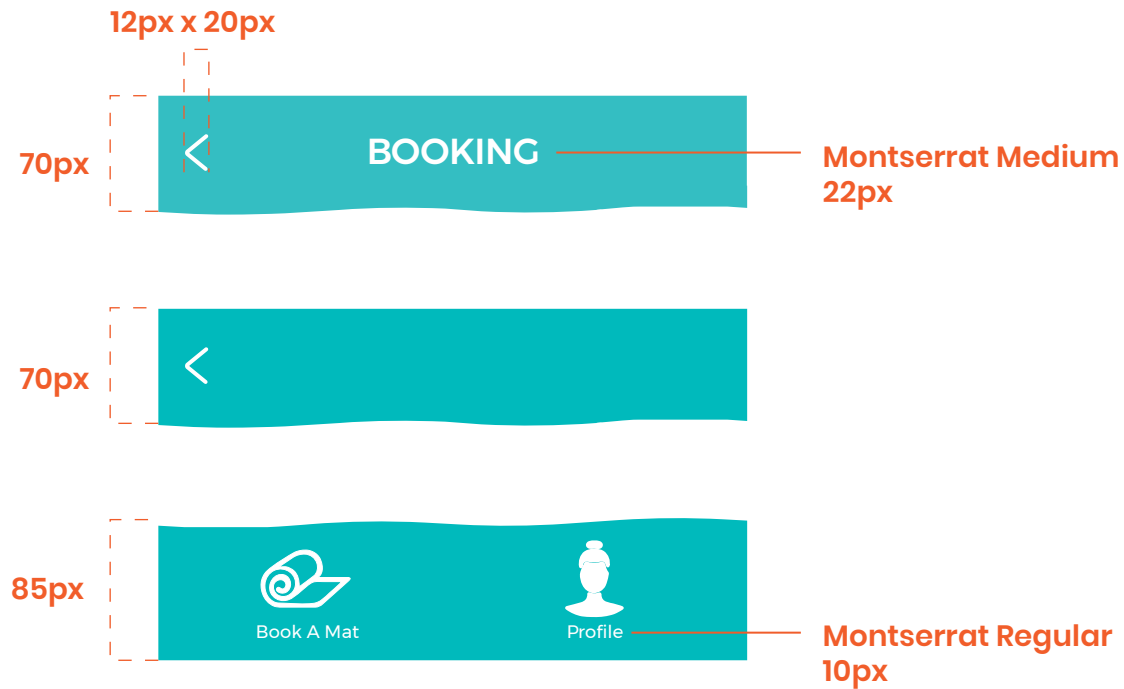 12px x 20px
70px
BOOKING
Montserrat Medium
22px
70px
85px
Book A Mat
Profile
Montserrat Regular
10px